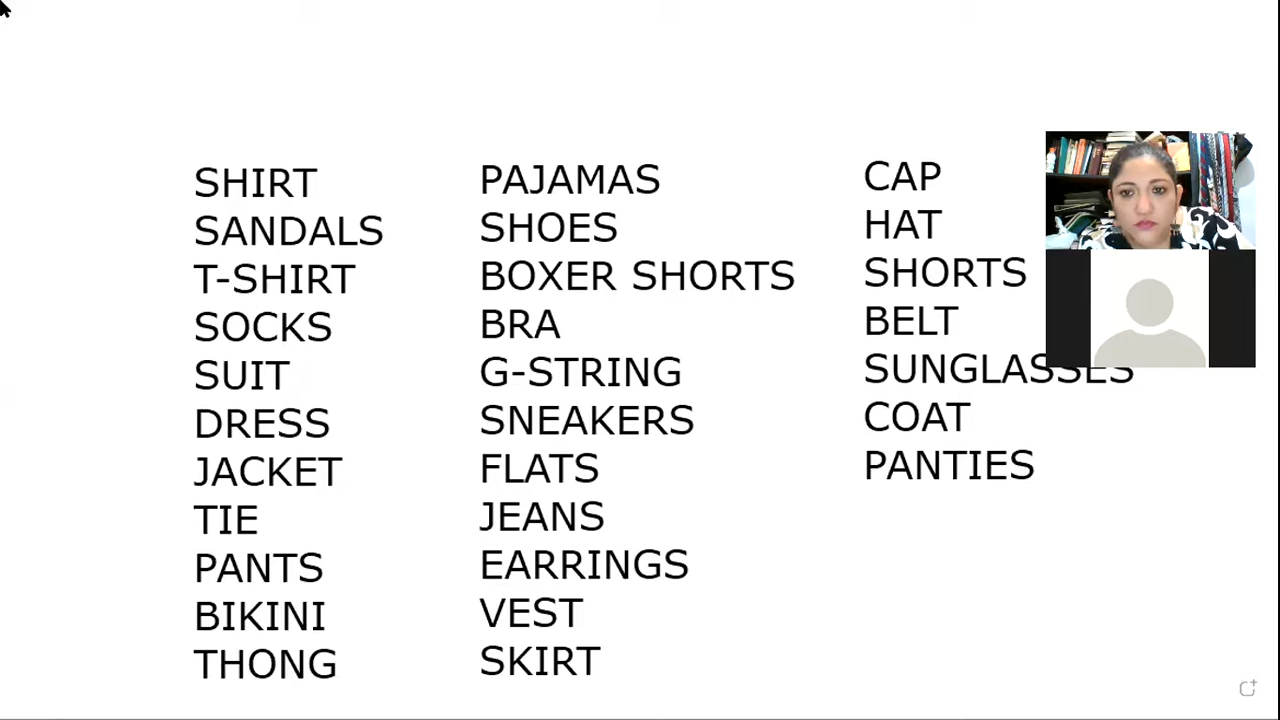 SHIRT
SANDALS
T-SHIRT
SOCKS
SUIT
DRESS
JACKET
TIE
PANTS
BIKINI
THONG
PAJAMAS
SHOES
BOXER SHORTS
BRA
G-STRING
SNEAKERS
FLATS
JEANS
EARRINGS
VEST
SKIRT
CAP
HAT
SHORTS
BELT
SUNGLASSES
COAT
PANTIES